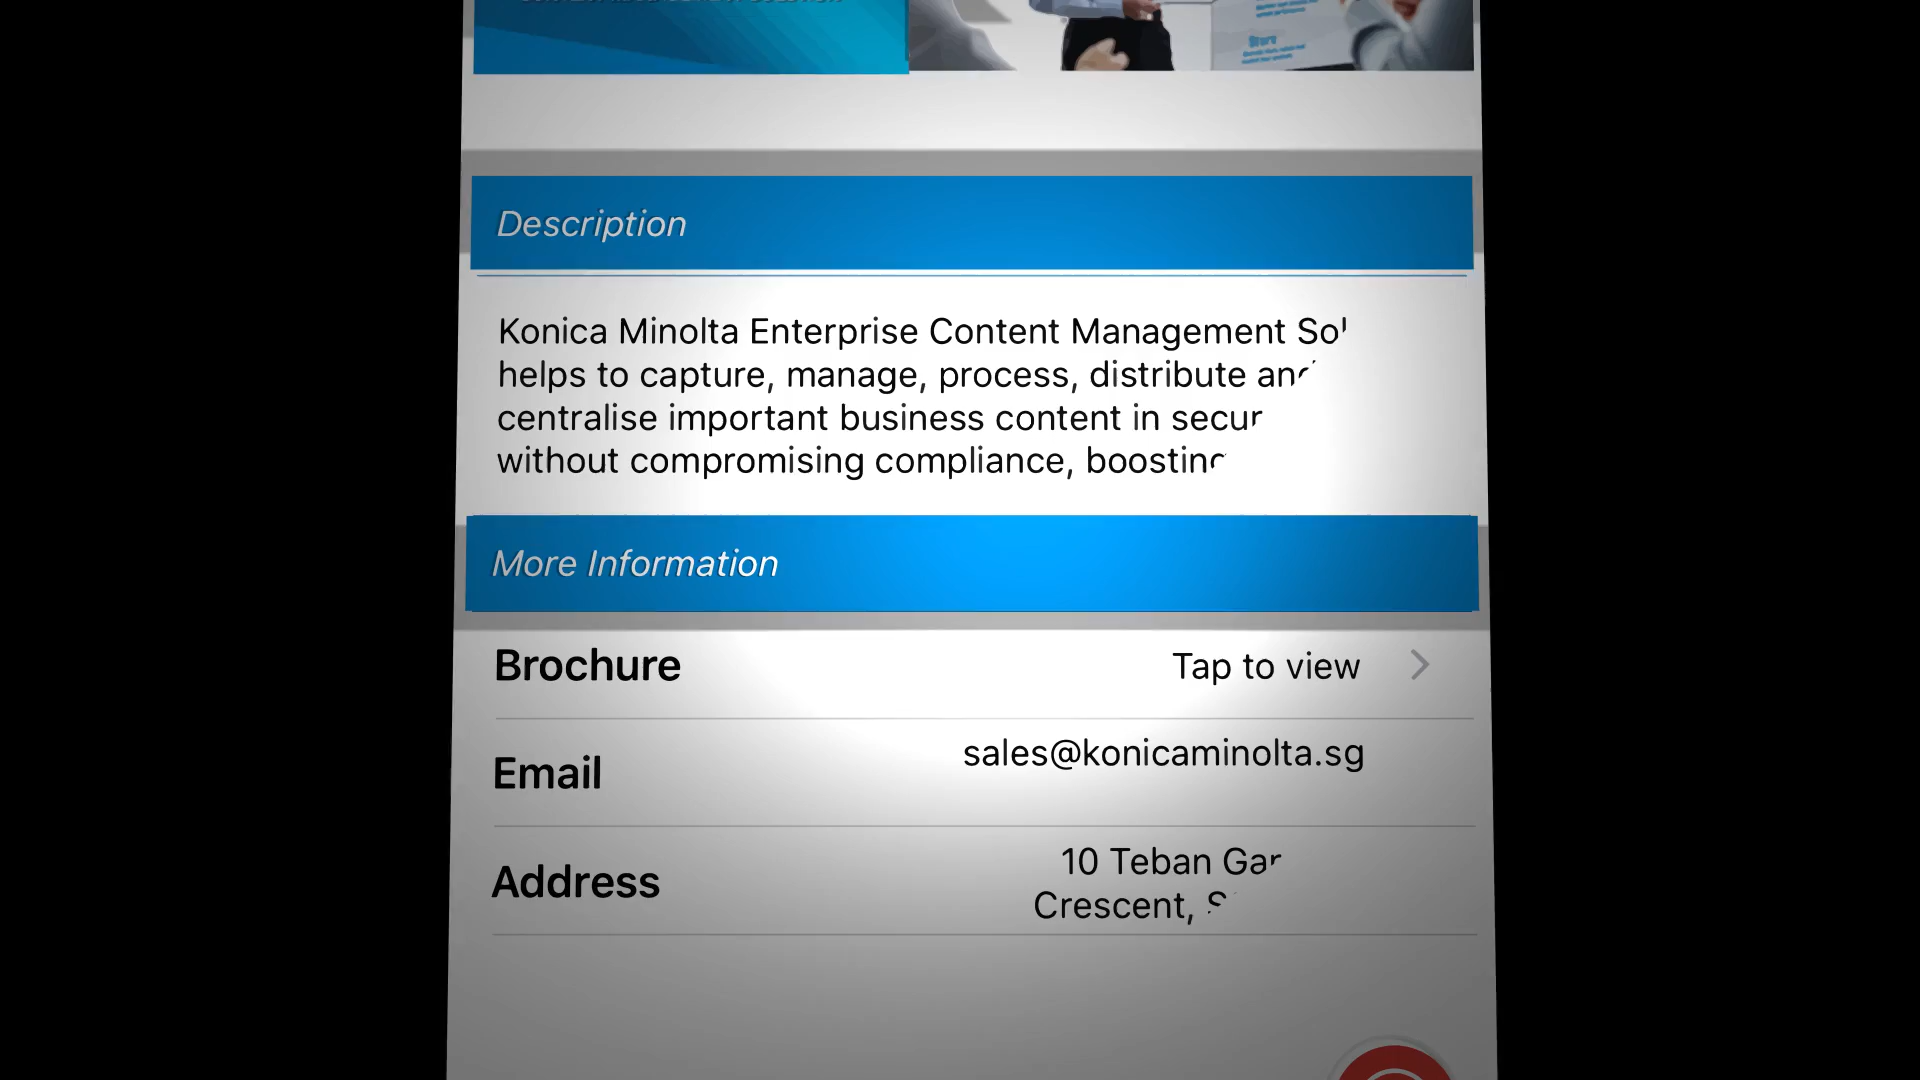 Description
Konica Minolta Enterprise Content Management
helps to capture, manage, process, distribute
centralise important business content in
without compromising compliance,
More Information
Brochure
Tap to view
Email
sales@konicaminolta.sg
Address
10 Teban
Crescent,